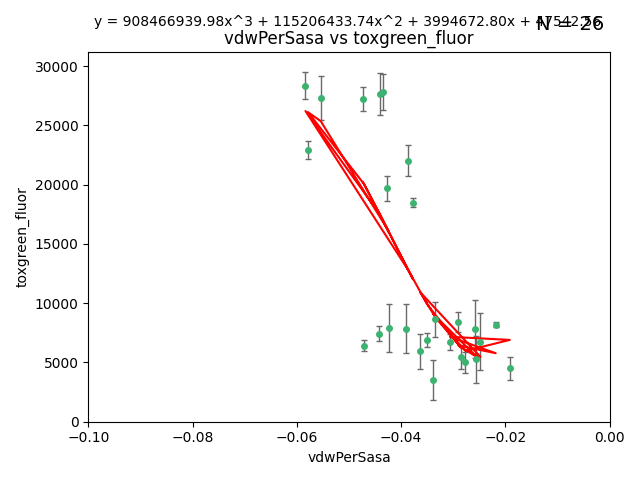 y = 908466939.98x^3 + 115206433.74x^2 + 3994672.80x +
N = 26
vdwPerSasa vs toxgreen_fluor
30000
25000
20000
15000
10000
5000
0
toxgreen_fluor
−0.10
−0.08
−0.06
−0.04
−0.02
0.00
vdwPerSasa